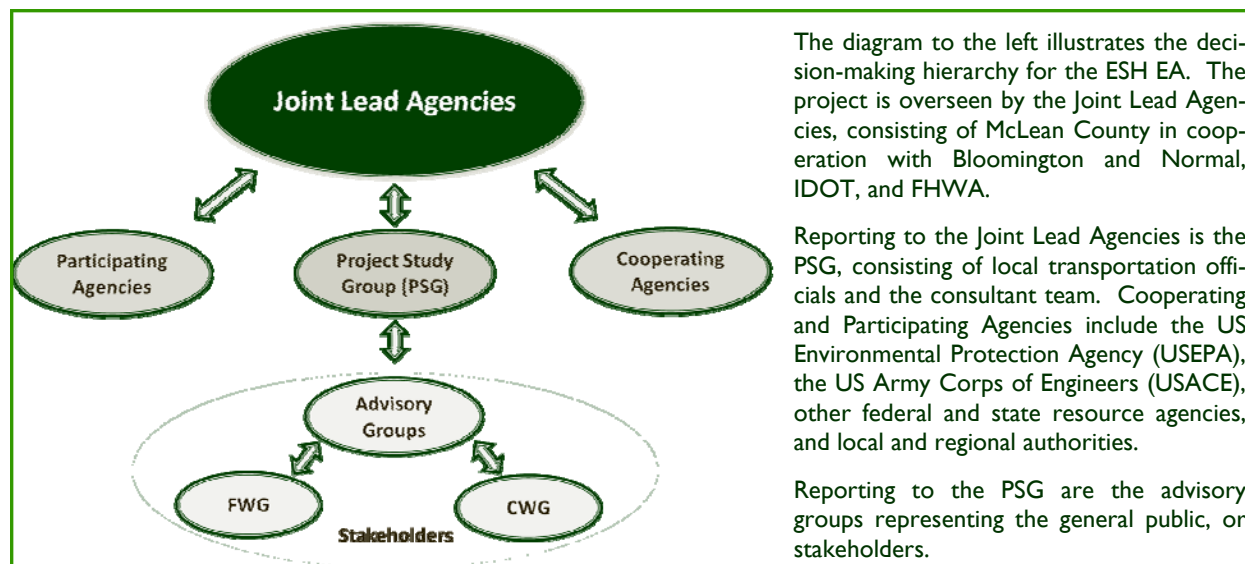 Joint Lead Agencies
Participating
Agencies
Project Study
Group (PSG)
Cooperating
Agencies
Advisory
Groups
FWG
CWG
Stakeholders
The diagram to the left illustrates the deci-
sion-making hierarchy for the ESH EA. The
project is overseen by the Joint Lead Agen-
cies, consisting of McLean County in coop-
eration with Bloomington and Normal,
IDOT, and FHWA.
Reporting to the Joint Lead Agencies is the
PSG, consisting of local transportation offi-
cials and the consultant team. Cooperating
and Participating Agencies include the US
Environmental Protection Agency (USEPA),
the US Army Corps of Engineers (USACE),
other federal and state resource agencies,
and local and regional authorities.
Reporting to the PSG are the advisory
groups representing the general public, or
stakeholders.